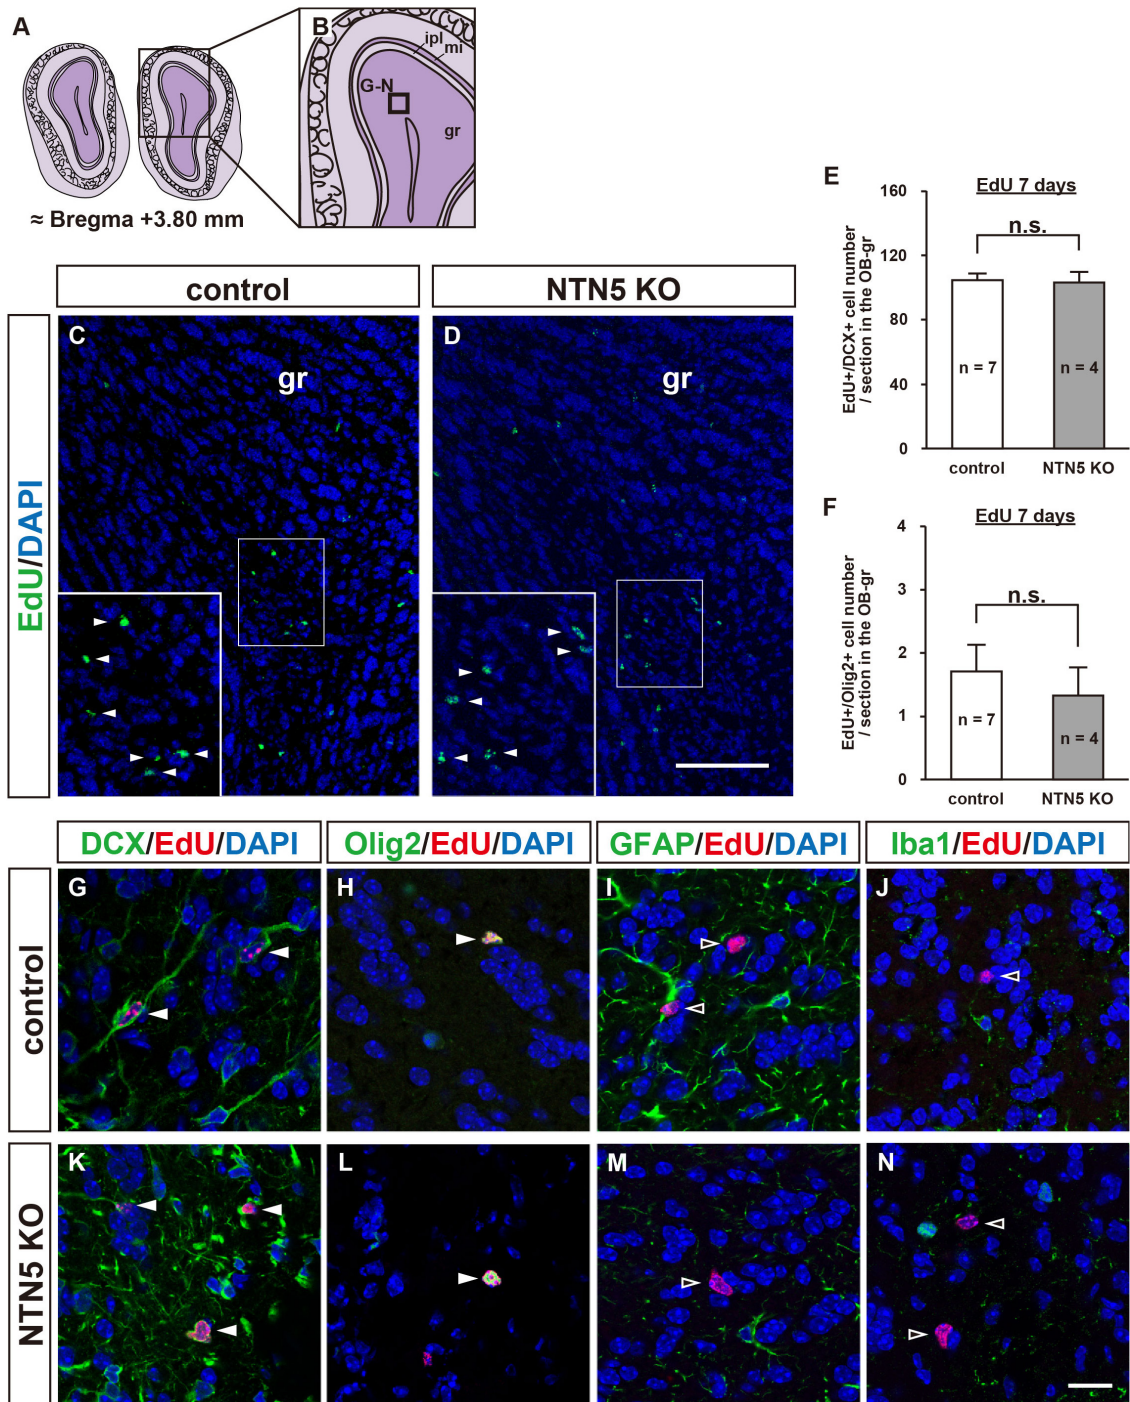 A
B
ipl
mi
G-N
gr
≈ Bregma +3.80 mm
control
NTN5 KO
EdU/DAPI
C
gr
D
gr
E
EdU 7 days
n.s.
EdU+/DCX+ cell number
/ section in the OB-gr
160
120
80
40
0
n = 7
n = 4
control
NTN5 KO
F
EdU 7 days
n.s.
EdU+/Olig2+ cell number
/ section in the OB-gr
4
3
2
1
0
n = 7
n = 4
control
NTN5 KO
DCX/EdU/DAPI
Olig2/EdU/DAPI
GFAP/EdU/DAPI
Iba1/EdU/DAPI
control
G
H
I
J
NTN5 KO
K
L
M
N